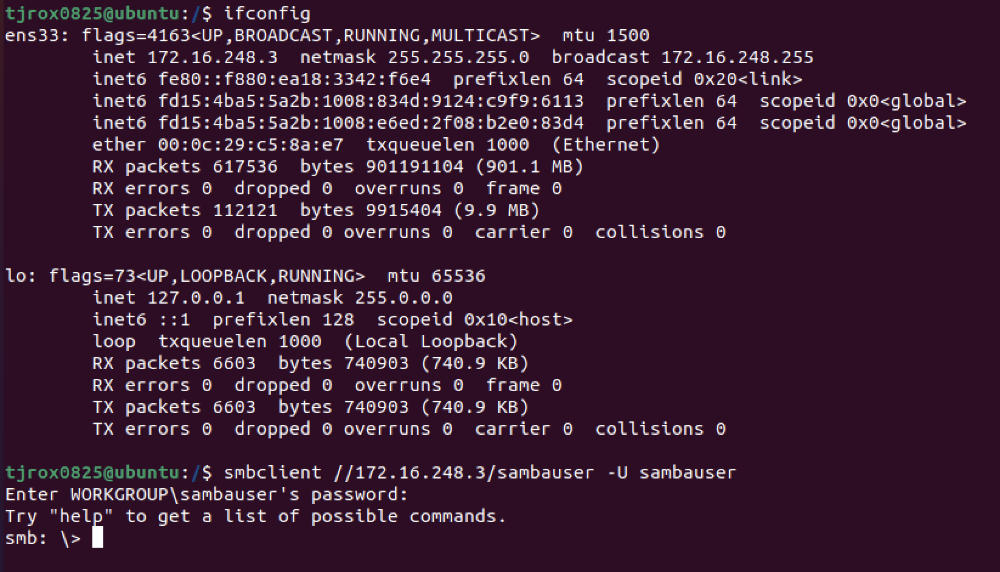 tjrox0825@ubuntu:/$ ifconfig
ens33: flags=4163<UP,BROADCAST,RUNNING,MULTICAST>  mtu 1500
        inet 172.16.248.3  netmask 255.255.255.0  broadcast 172.16.248.255
        inet6 fe80::f880:ea18:3342:f6e4  prefixlen 64  scopeid 0x20<link>
        inet6 fd15:4ba5:5a2b:1008:834d:9124:c9f9:6113  prefixlen 64  scopeid 0x0<global>
        inet6 fd15:4ba5:5a2b:1008:e6ed:2f08:b2e0:83d4  prefixlen 64  scopeid 0x0<global>
        ether 00:0c:29:c5:8a:e7  txqueuelen 1000  (Ethernet)
        RX packets 617536  bytes 901191104 (901.1 MB)
        RX errors 0  dropped 0  overruns 0  frame 0
        TX packets 112121  bytes 9915404 (9.9 MB)
        TX errors 0  dropped 0 overruns 0  carrier 0  collisions 0

lo: flags=73<UP,LOOPBACK,RUNNING>  mtu 65536
        inet 127.0.0.1  netmask 255.0.0.0
        inet6 ::1  prefixlen 128  scopeid 0x10<host>
        loop  txqueuelen 1000  (Local Loopback)
        RX packets 6603  bytes 740903 (740.9 KB)
        RX errors 0  dropped 0  overruns 0  frame 0
        TX packets 6603  bytes 740903 (740.9 KB)
        TX errors 0  dropped 0 overruns 0  carrier 0  collisions 0

tjrox0825@ubuntu:/$ smbclient //172.16.248.3/sambauser -U sambauser
Enter WORKGROUP\sambauser's password:
Try "help" to get a list of possible commands.
smb: \>